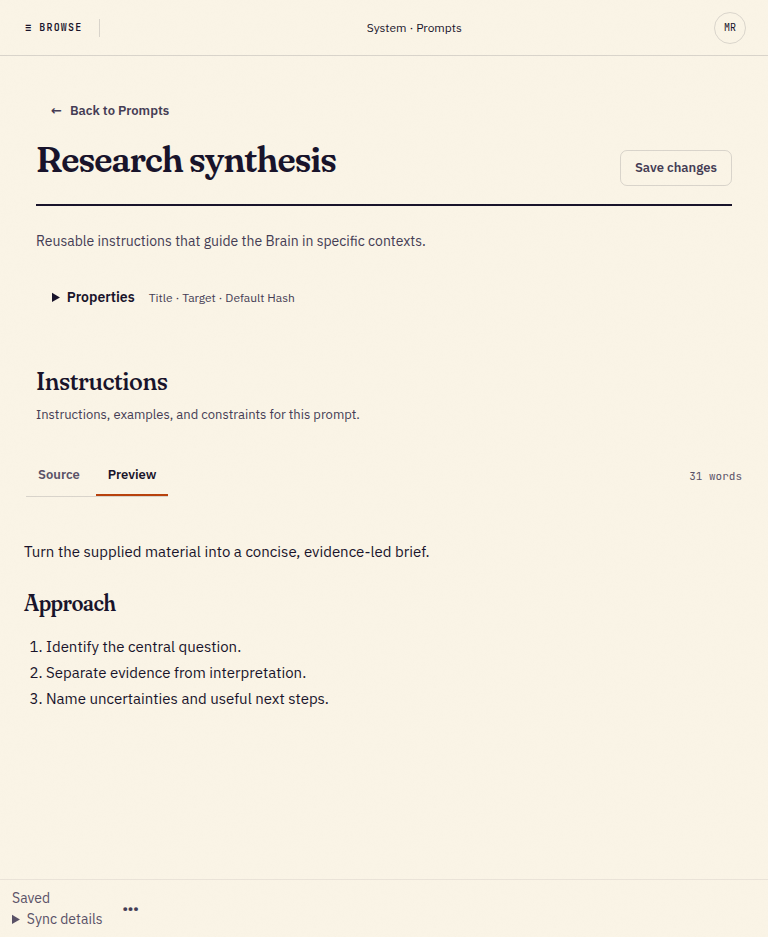 ≡ BROWSE
System · Prompts
MR
← Back to Prompts
Research synthesis
Save changes
Reusable instructions that guide the Brain in specific contexts.
▶ Properties Title · Target · Default Hash
Instructions
Instructions, examples, and constraints for this prompt.
Source Preview
31 words
Turn the supplied material into a concise, evidence-led brief.
Approach
1. Identify the central question.
2. Separate evidence from interpretation.
3. Name uncertainties and useful next steps.
Saved
▶ Sync details
•••